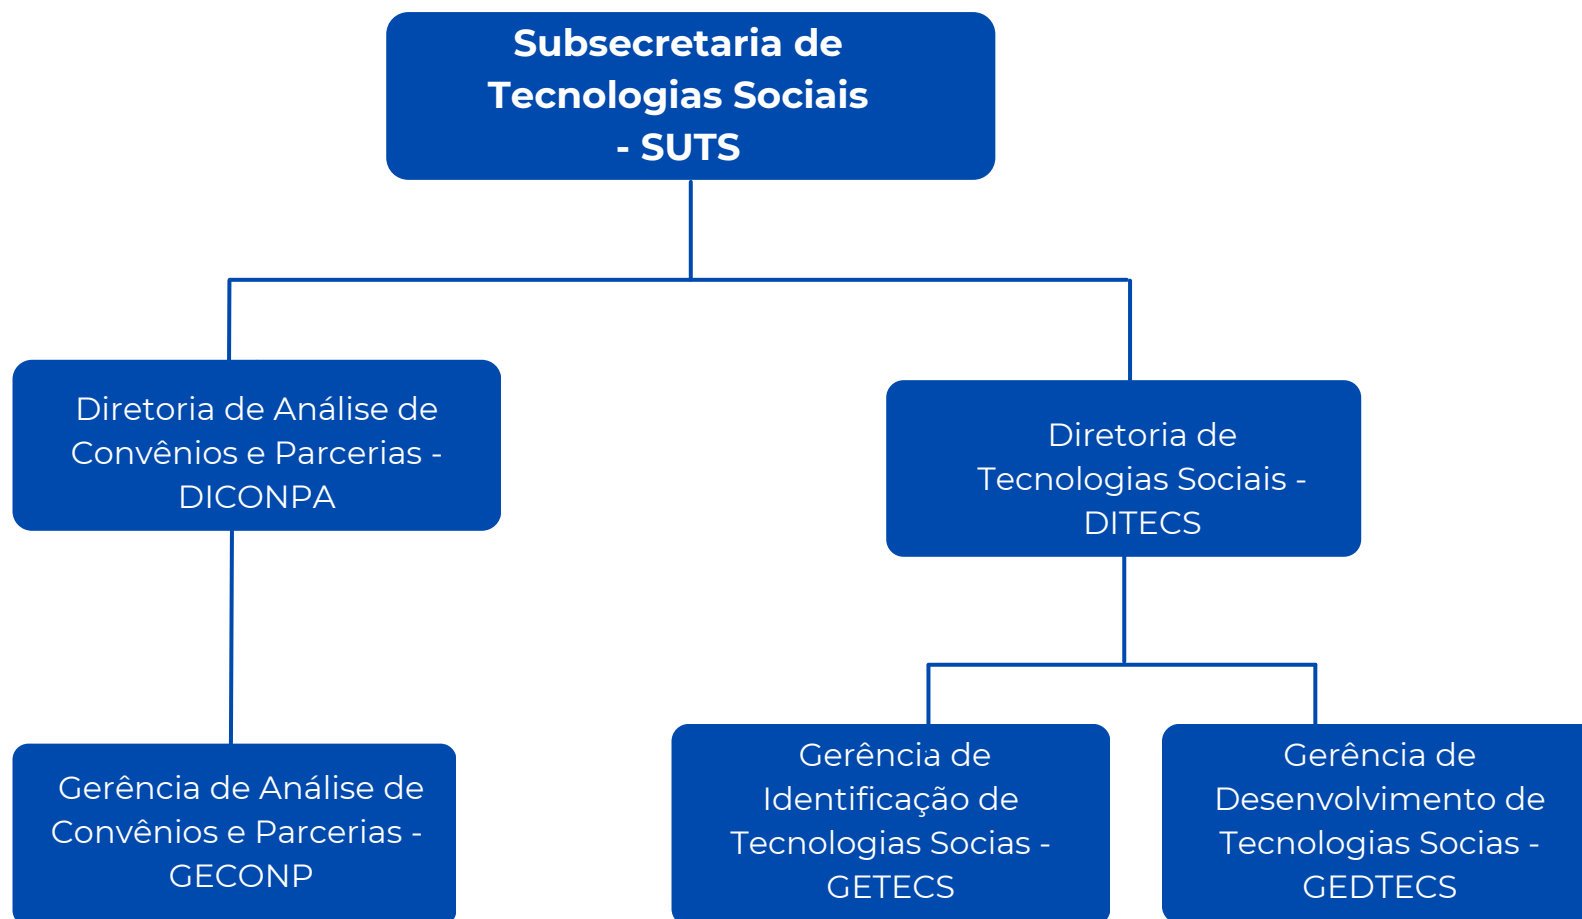 Subsecretaria de
Tecnologias Sociais
- SUTS
Diretoria de Análise de
Convênios e Parcerias -
DICONPA
Diretoria de
Tecnologias Sociais -
DITECS
Gerência de Análise de
Convênios e Parcerias -
GECONP
Gerência de
Identificação de
Tecnologias Socias -
GETECS
Gerência de
Desenvolvimento de
Tecnologias Socias -
GEDTECS